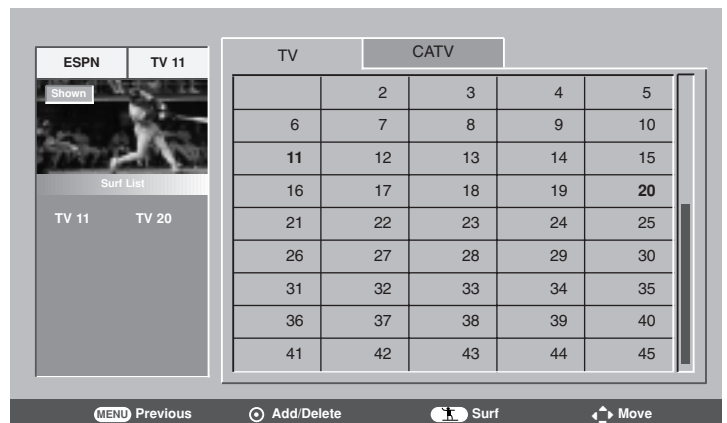 ESPN TV 11
Shown
Surf List
TV 11 TV 20
TV CATV
2 3 4 5
6 7 8 9 10
11 12 13 14 15
16 17 18 19 20
21 22 23 24 25
26 27 28 29 30
31 32 33 34 35
36 37 38 39 40
41 42 43 44 45
MENU Previous Add/Delete Surf Move